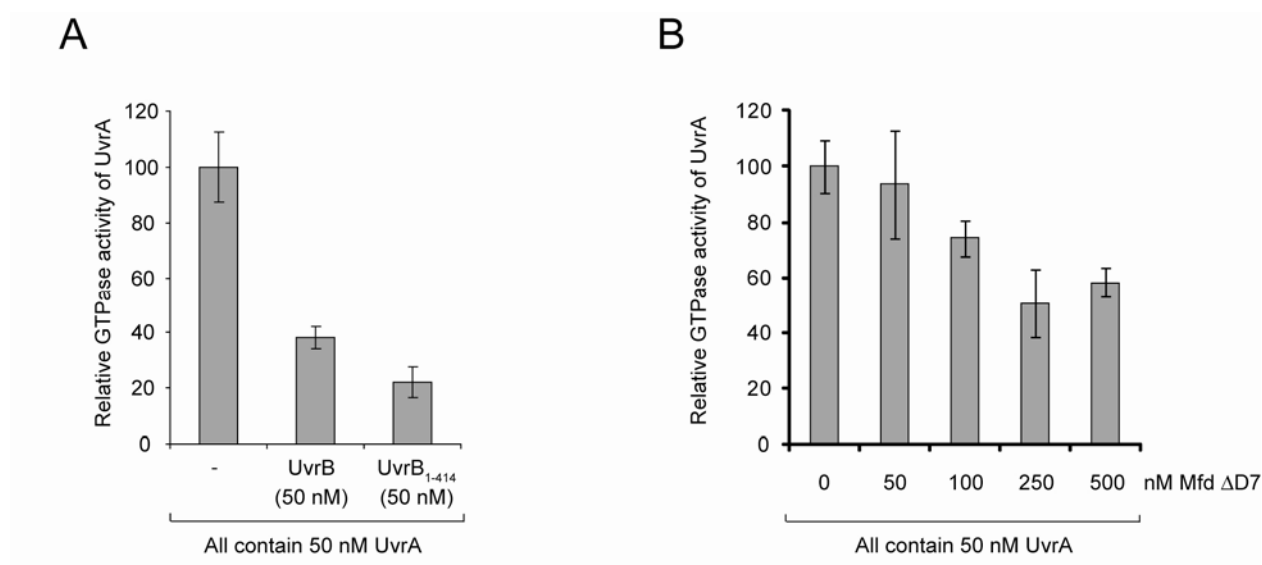 A
Relative GTPase activity of UvrA
120
100
80
60
40
20
0
-
UvrB
(50 nM)
UvrB1-414
(50 nM)
All contain 50 nM UvrA
B
Relative GTPase activity of UvrA
120
100
80
60
40
20
0
0 50 100 250 500 nM Mfd ΔD7
All contain 50 nM UvrA